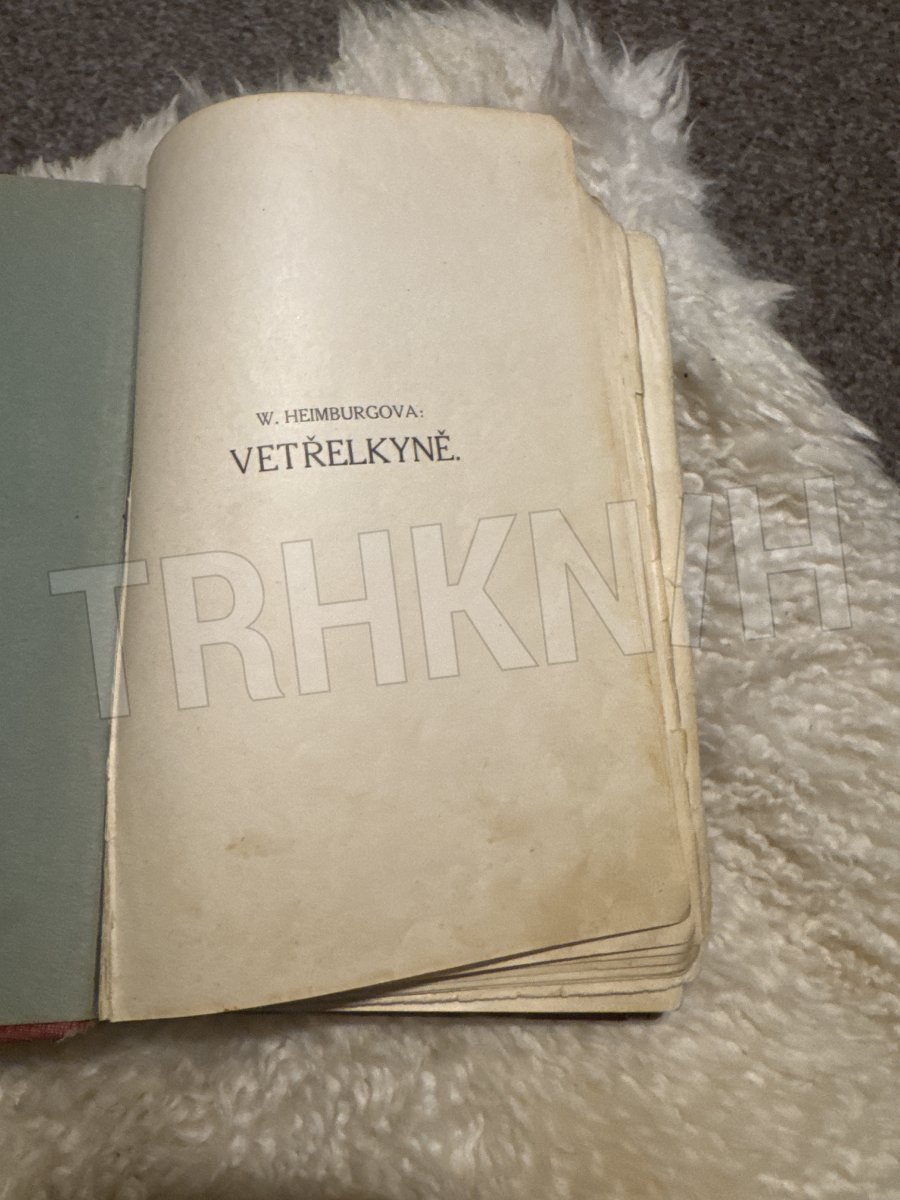 W. HEIMBURGOVA:
VETŘELKYNĚ.
TRHKNIH